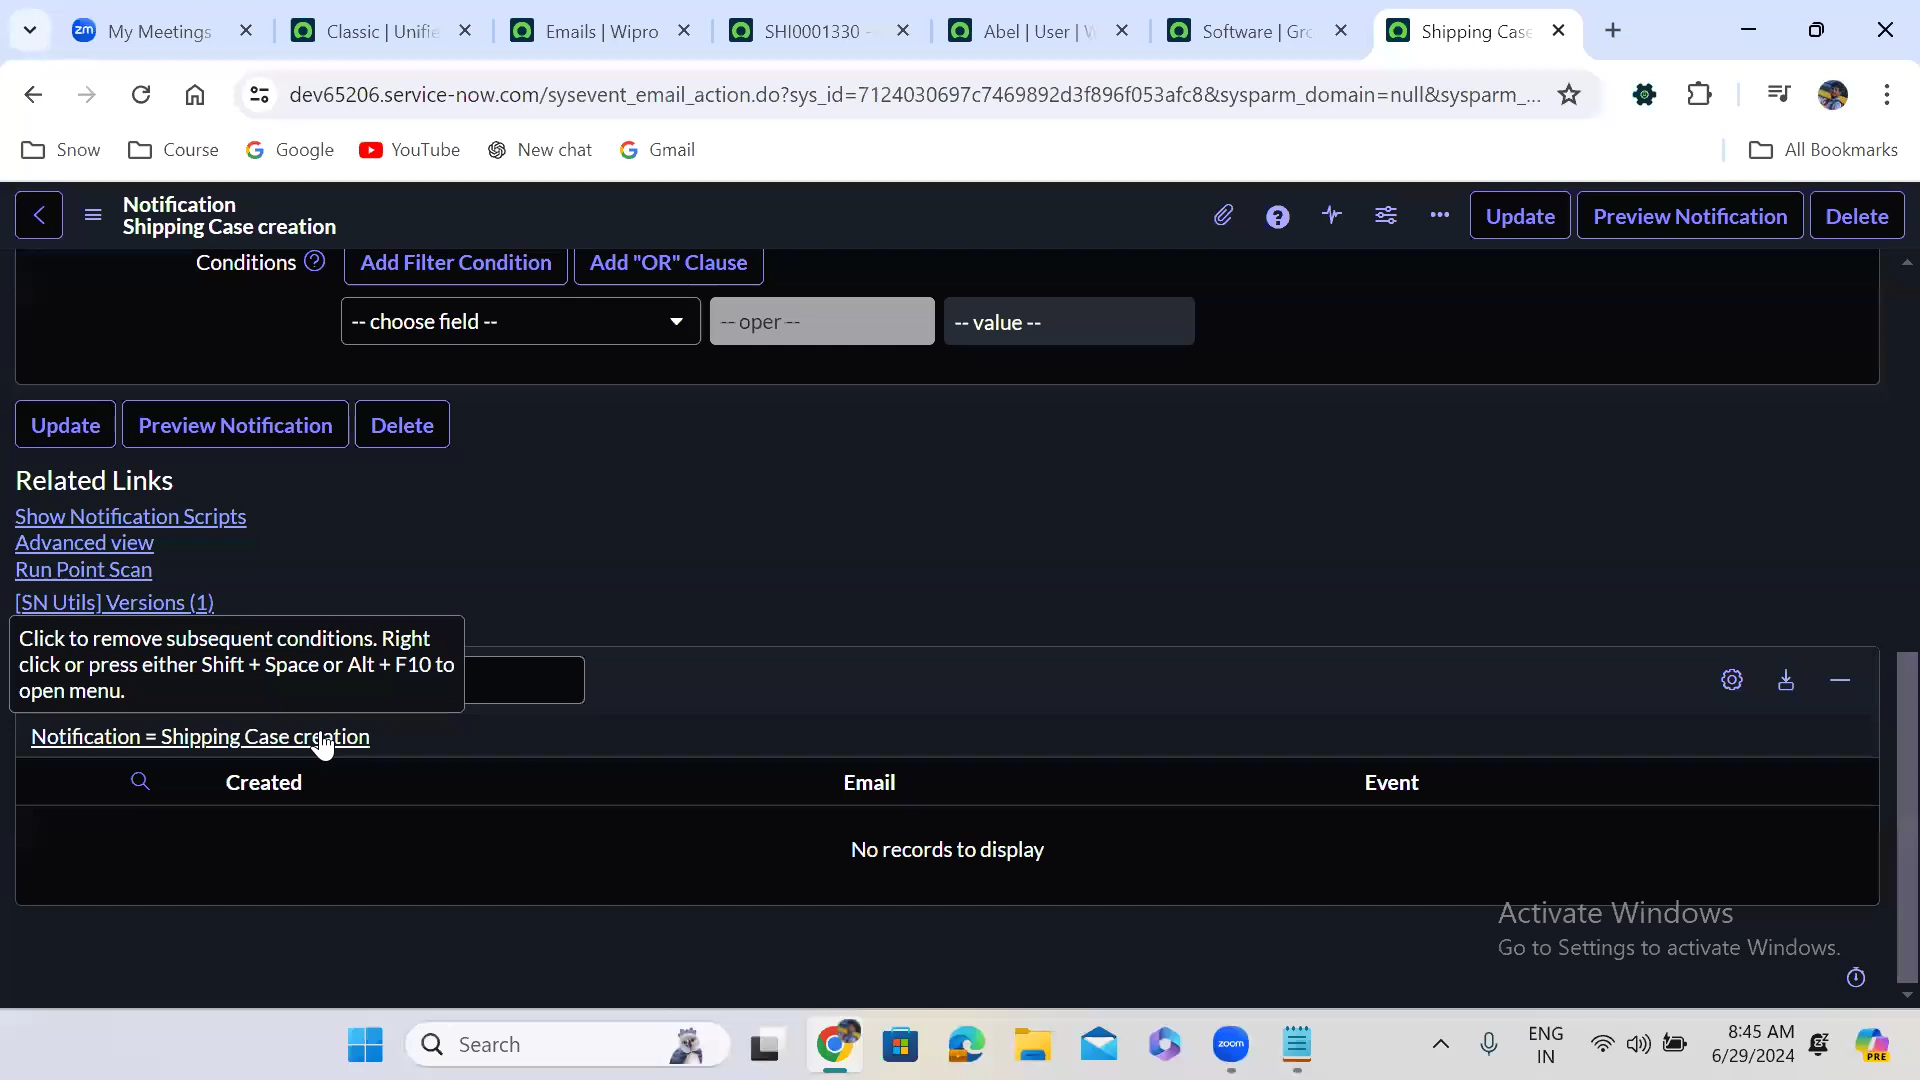 My Meetings
Classic | Unifie
Emails | Wipro
SHI0001330 -
Abel | User | W
Software | Gro
Shipping Case
dev65206.service-now.com/sysevent_email_action.do?sys_id=7124030697c7469892d3f896f053afc8&sysparm_domain=null&sysparm_...
Snow
Course
Google
YouTube
New chat
Gmail
All Bookmarks
Notification
Shipping Case creation
Update
Preview Notification
Delete
Conditions
Add Filter Condition
Add "OR" Clause
-- choose field --
-- oper --
-- value --
Update
Preview Notification
Delete
Related Links
Show Notification Scripts
Advanced view
Run Point Scan
[SN Utils] Versions (1)
Click to remove subsequent conditions. Right
click or press either Shift + Space or Alt + F10 to
open menu.
Notification = Shipping Case creation
Created
Email
Event
No records to display
Activate Windows
Go to Settings to activate Windows.
Search
zoom
ENG
IN
8:45 AM
6/29/2024
PRE